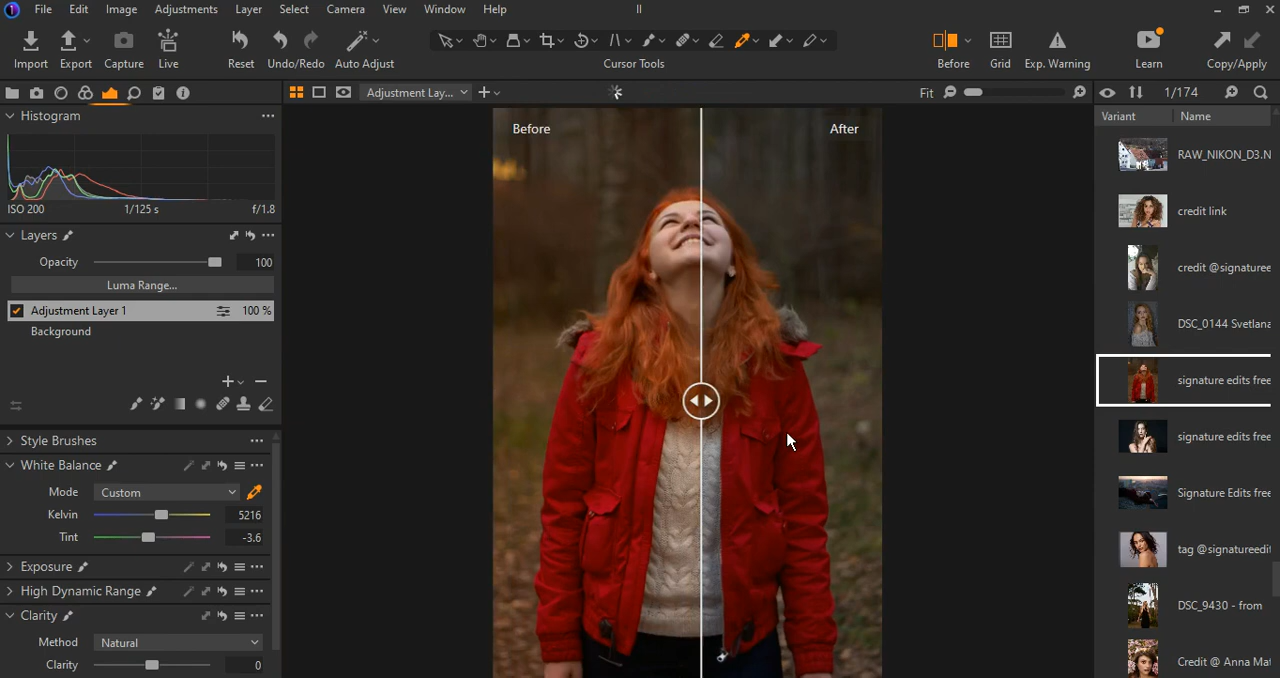 File Edit Image Adjustments Layer Select Camera View Window Help
Import Export Capture Live Reset Undo/Redo Auto Adjust Cursor Tools Before Grid Exp. Warning Learn Copy/Apply
Adjustment Lay... Fit 1/174
Histogram
Variant Name
Before After
RAW_NIKON_D3.N
ISO 200 1/125 s f/1.8
credit link
Layers
Opacity 100
credit @signaturee
Luma Range...
Adjustment Layer 1 100 %
DSC_0144 Svetlana
Background
signature edits free
Style Brushes
signature edits free
White Balance
Mode Custom
Signature Edits free
Kelvin 5216
Tint -3.6
tag @signatureedit
Exposure
High Dynamic Range
DSC_9430 - from
Clarity
Method Natural
Clarity 0
Credit @ Anna Mat